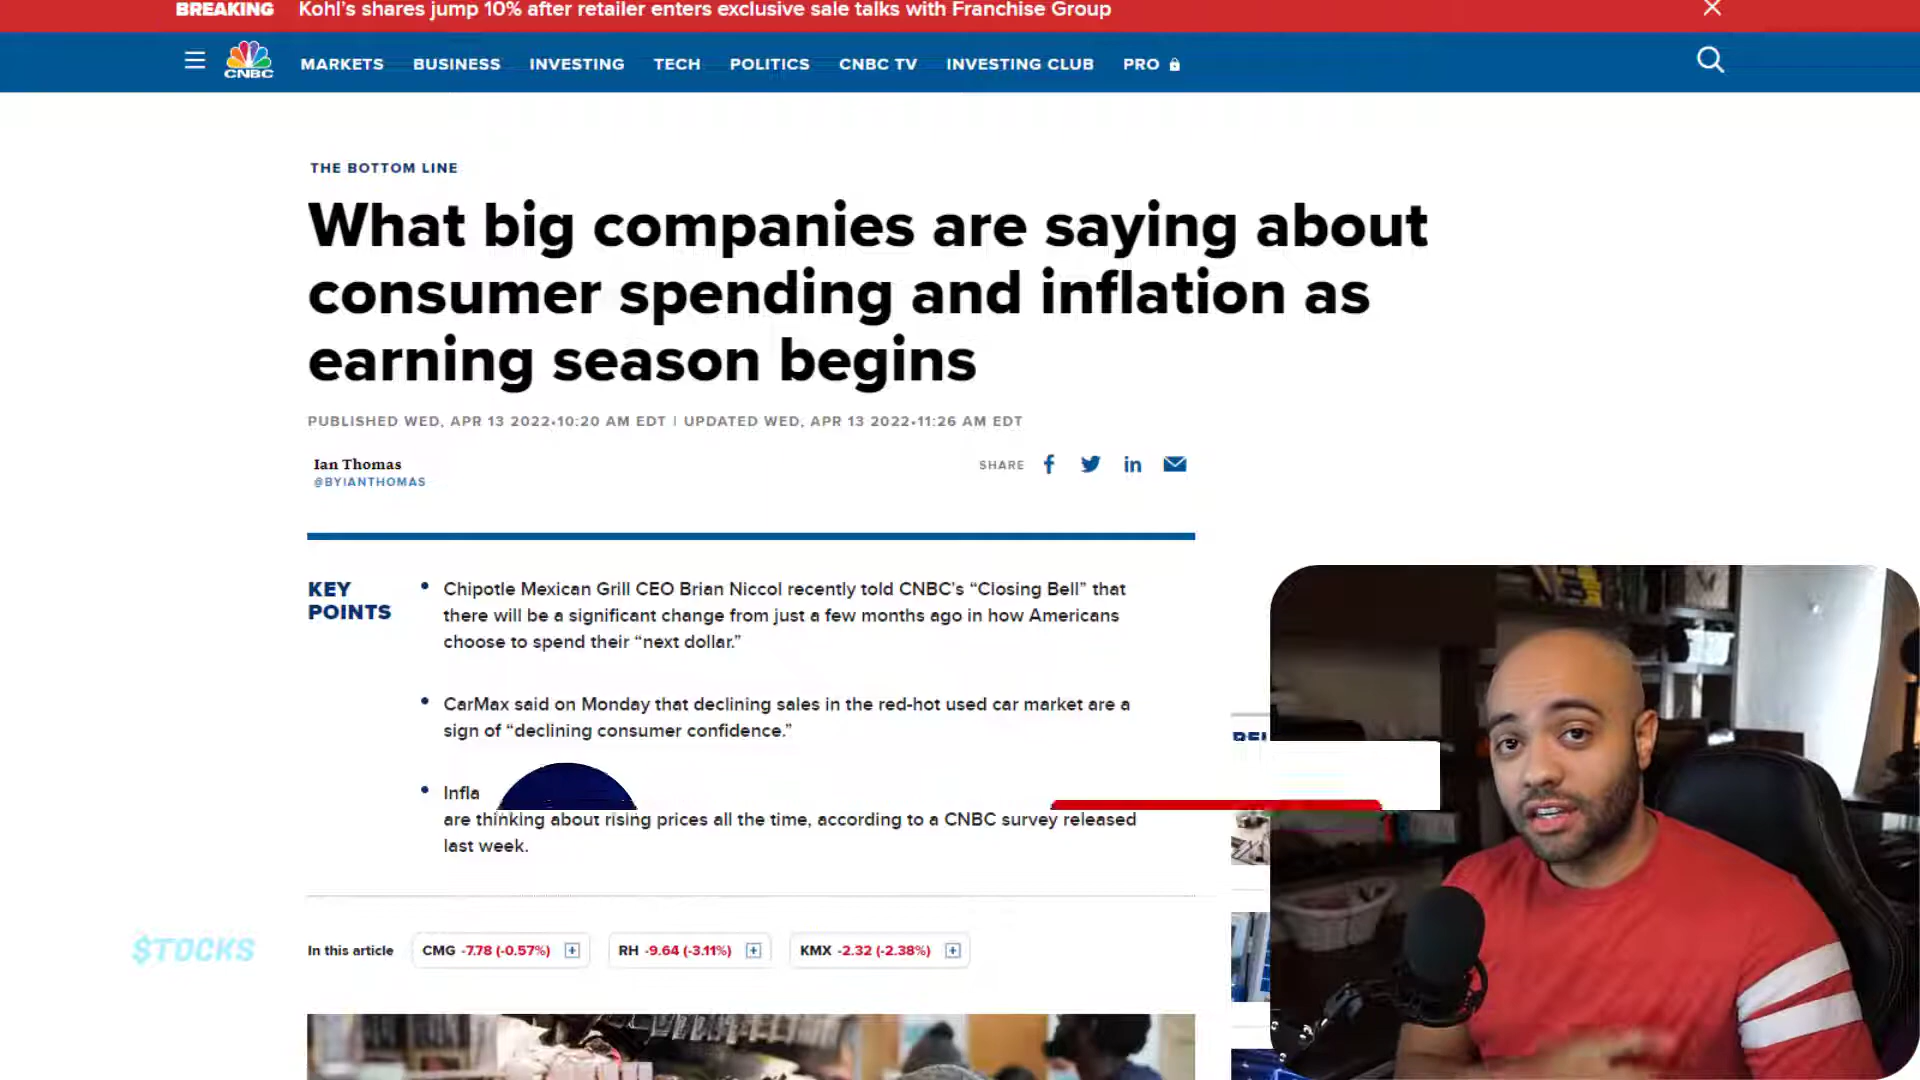 BREAKING Kohl's shares jump 10% after retailer enters exclusive sale talks with Franchise Group
CNBC MARKETS BUSINESS INVESTING TECH POLITICS CNBC TV INVESTING CLUB PRO
THE BOTTOM LINE
What big companies are saying about
consumer spending and inflation as
earning season begins
PUBLISHED WED, APR 13 2022•10:20 AM EDT | UPDATED WED, APR 13 2022•11:26 AM EDT
Ian Thomas
@BYIANTHOMAS
SHARE
KEY
POINTS
Chipotle Mexican Grill CEO Brian Niccol recently told CNBC's “Closing Bell” that
there will be a significant change from just a few months ago in how Americans
choose to spend their “next dollar.”
CarMax said on Monday that declining sales in the red-hot used car market are a
sign of “declining consumer confidence.”
Infla
are thinking about rising prices all the time, according to a CNBC survey released
last week.
$TOCKS
In this article CMG -7.78 (-0.57%) RH -9.64 (-3.11%) KMX -2.32 (-2.38%)